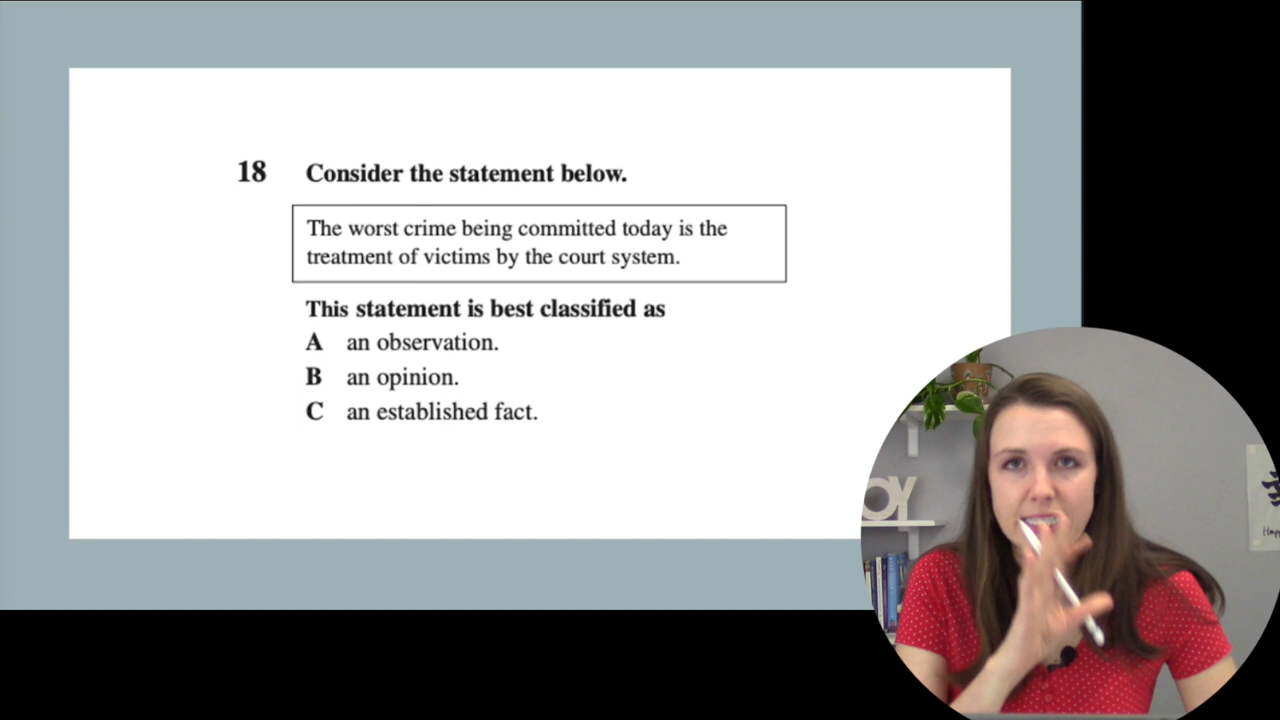 18 Consider the statement below.
The worst crime being committed today is the
treatment of victims by the court system.
This statement is best classified as
A an observation.
B an opinion.
C an established fact.
OY